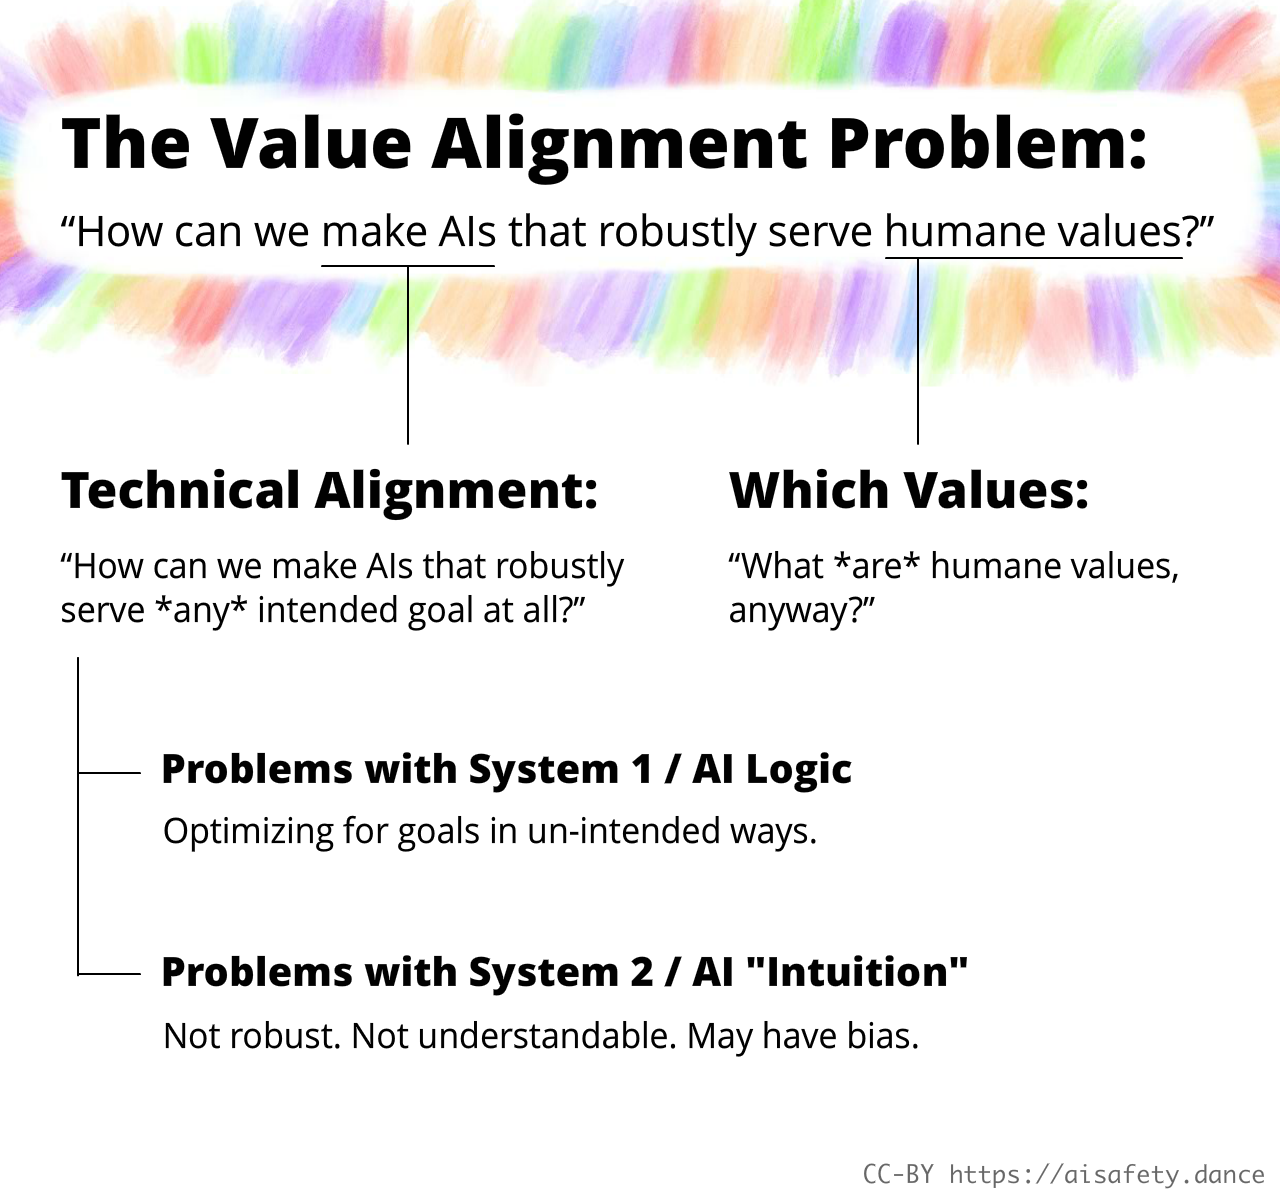 The Value Alignment Problem:
“How can we make AIs that robustly serve humane values?”
Technical Alignment:
“How can we make AIs that robustly
serve *any* intended goal at all?”
Which Values:
“What *are* humane values,
anyway?”
Problems with System 1 / AI Logic
Optimizing for goals in un-intended ways.
Problems with System 2 / AI "Intuition"
Not robust. Not understandable. May have bias.
CC-BY https://aisafety.dance